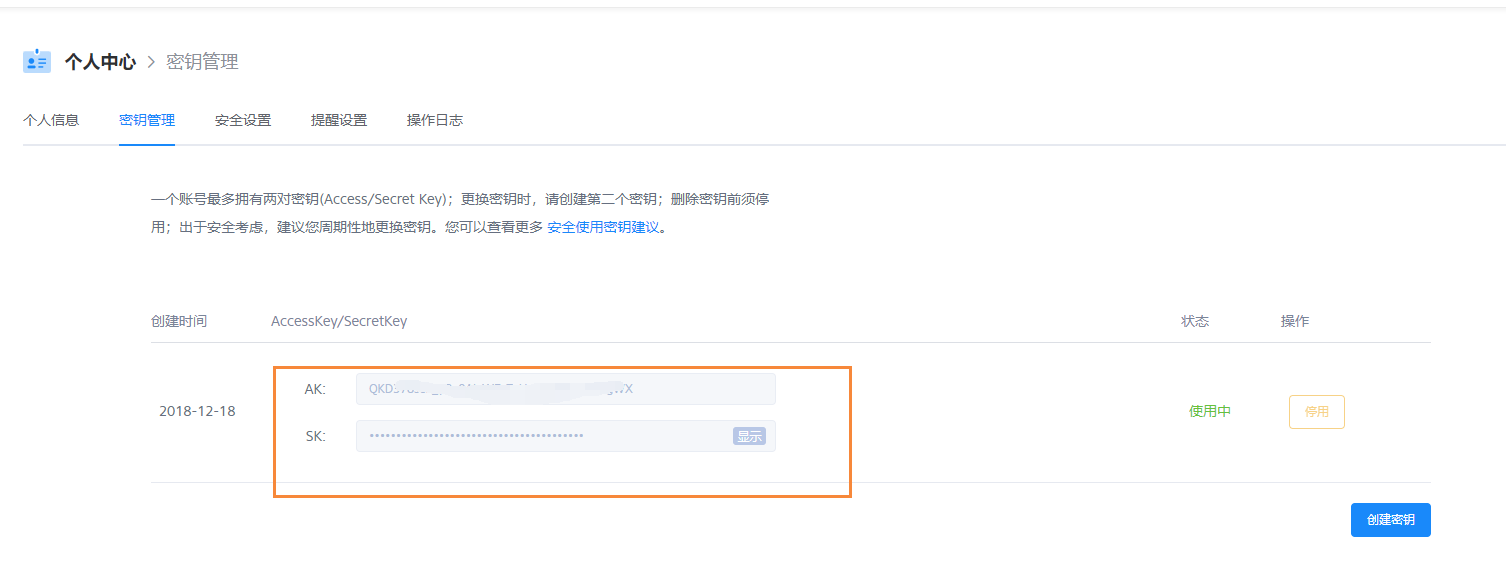 个人中心 > 密钥管理
个人信息 密钥管理 安全设置 提醒设置 操作日志
一个账号最多拥有两对密钥(Access/Secret Key)；更换密钥时，请创建第二个密钥；删除密钥前须停
用；出于安全考虑，建议您周期性地更换密钥。您可以查看更多 安全使用密钥建议。
创建时间 AccessKey/SecretKey 状态 操作
AK:
2018-12-18 使用中 停用
SK: 显示
创建密钥